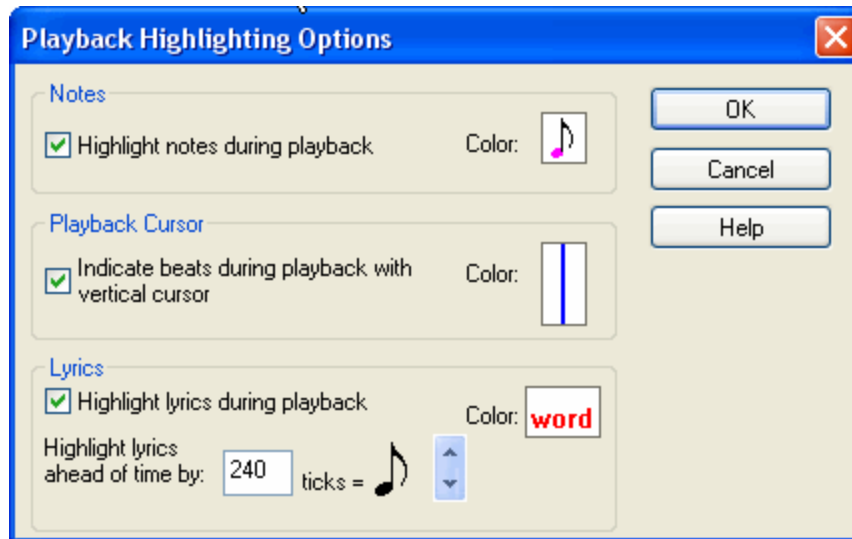 Playback Highlighting Options
Notes
Highlight notes during playback
Color:
OK
Cancel
Help
Playback Cursor
Indicate beats during playback with
vertical cursor
Color:
Lyrics
Highlight lyrics during playback
Color: word
Highlight lyrics
ahead of time by: 240 ticks =